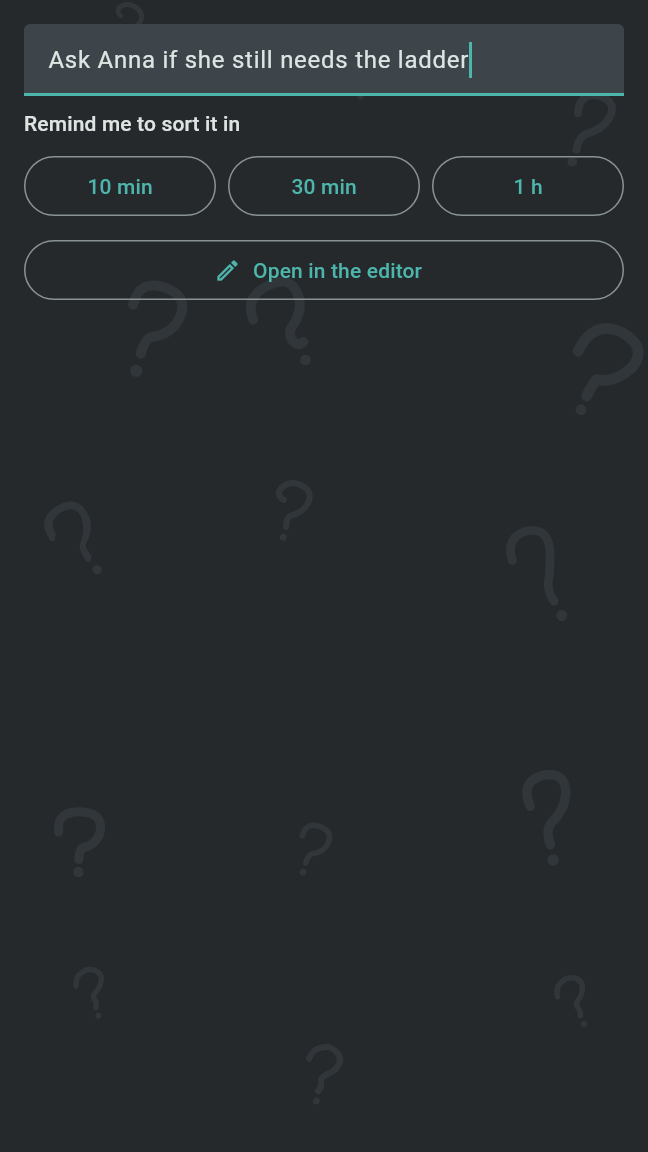 Ask Anna if she still needs the ladder
Remind me to sort it in
10 min
30 min
1 h
Open in the editor